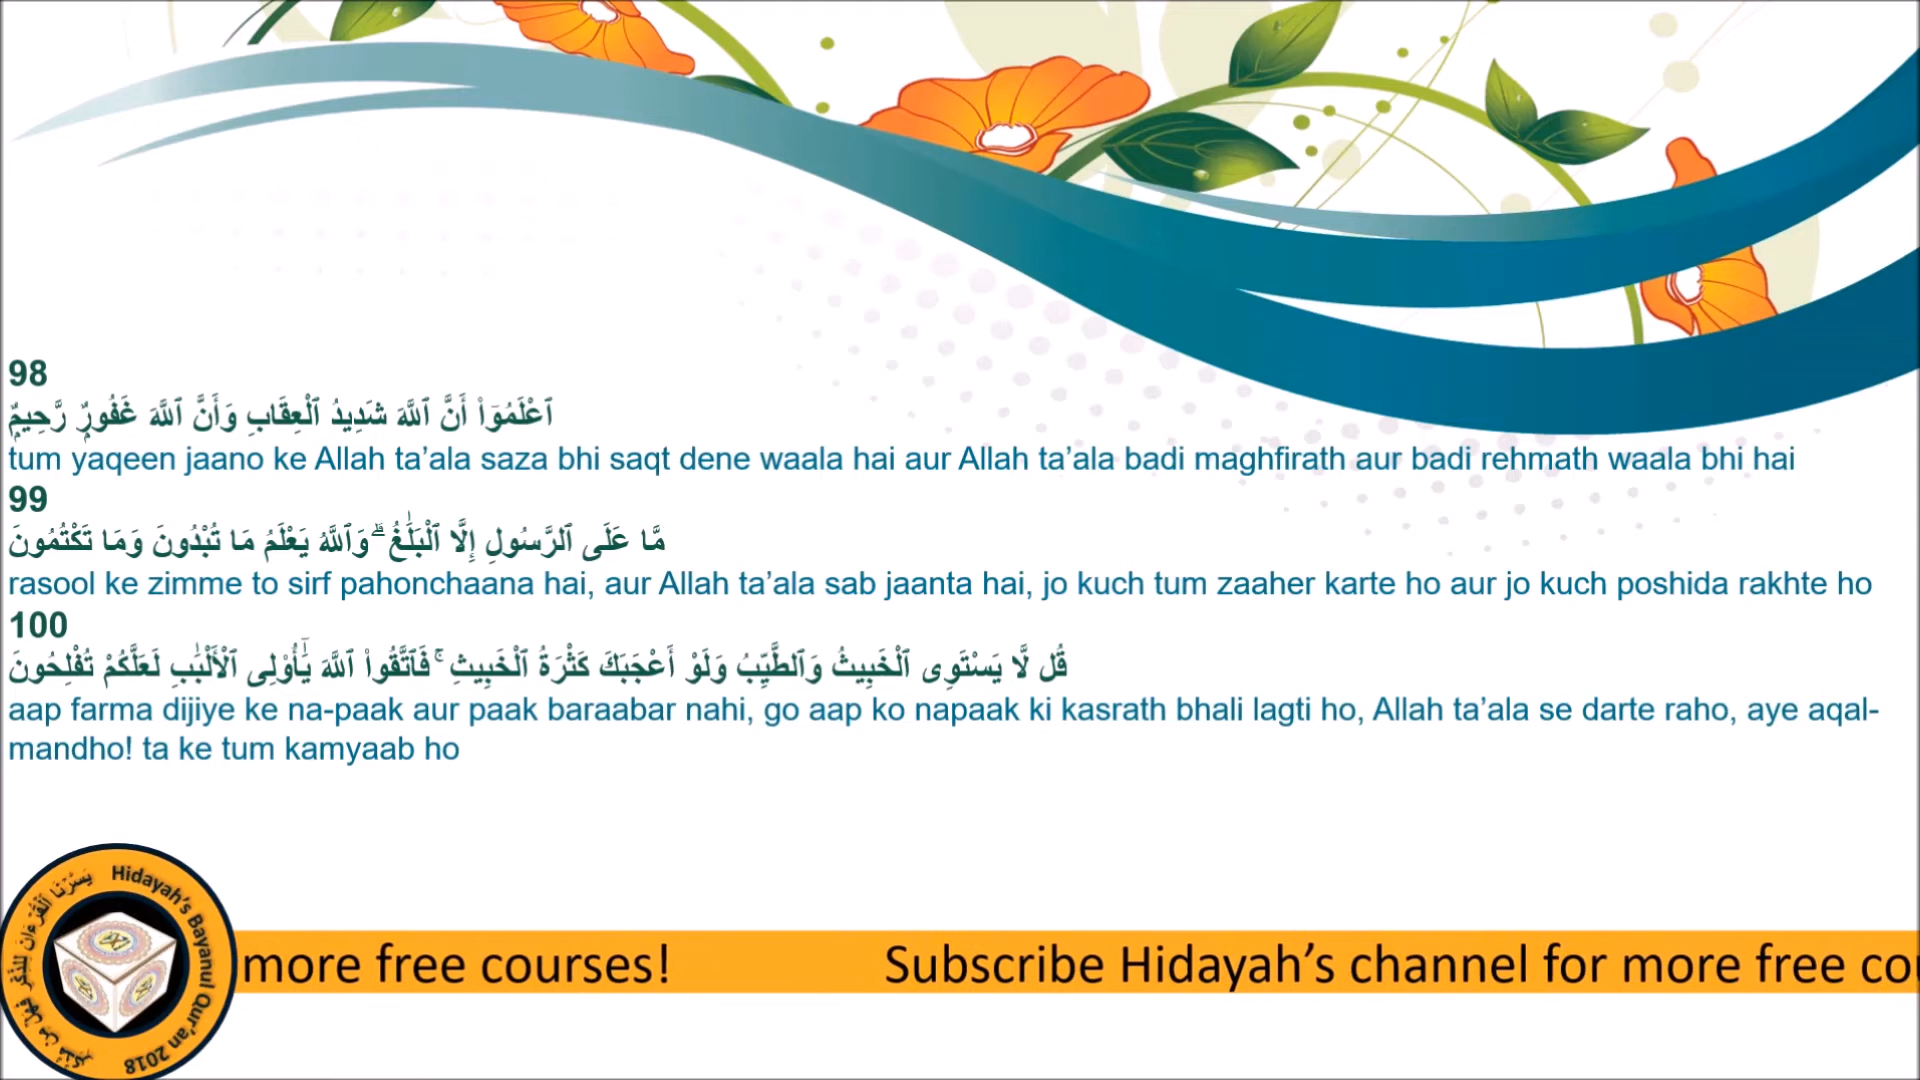 98
ٱعْلَمُوٓا۟ أَنَّ ٱللَّهَ شَدِيدُ ٱلْعِقَابِ وَأَنَّ ٱللَّهَ غَفُورٌۭ رَّحِيمٌۭ
tum yaqeen jaano ke Allah ta’ala saza bhi saqt dene waala hai aur Allah ta’ala badi maghfirath aur badi rehmath waala bhi hai
99
مَّا عَلَى ٱلرَّسُولِ إِلَّا ٱلْبَلَٰغُ ۗ وَٱللَّهُ يَعْلَمُ مَا تُبْدُونَ وَمَا تَكْتُمُونَ
rasool ke zimme to sirf pahonchaana hai, aur Allah ta’ala sab jaanta hai, jo kuch tum zaaher karte ho aur jo kuch poshida rakhte ho
100
قُل لَّا يَسْتَوِى ٱلْخَبِيثُ وَٱلطَّيِّبُ وَلَوْ أَعْجَبَكَ كَثْرَةُ ٱلْخَبِيثِ ۚ فَٱتَّقُوا۟ ٱللَّهَ يَٰٓأُو۟لِى ٱلْأَلْبَٰبِ لَعَلَّكُمْ تُفْلِحُونَ
aap farma dijiye ke na-paak aur paak baraabar nahi, go aap ko napaak ki kasrath bhali lagti ho, Allah ta’ala se darte raho, aye aqal-
mandho! ta ke tum kamyaab ho
يَسَّرْنَا ٱلْقُرْءَانَ لِلذِّكْرِ فَهَلْ مِن مُّدَّكِرٍ
Hidayah’s Bayanul Qur’an 2018
more free courses! Subscribe Hidayah’s channel for more free cou